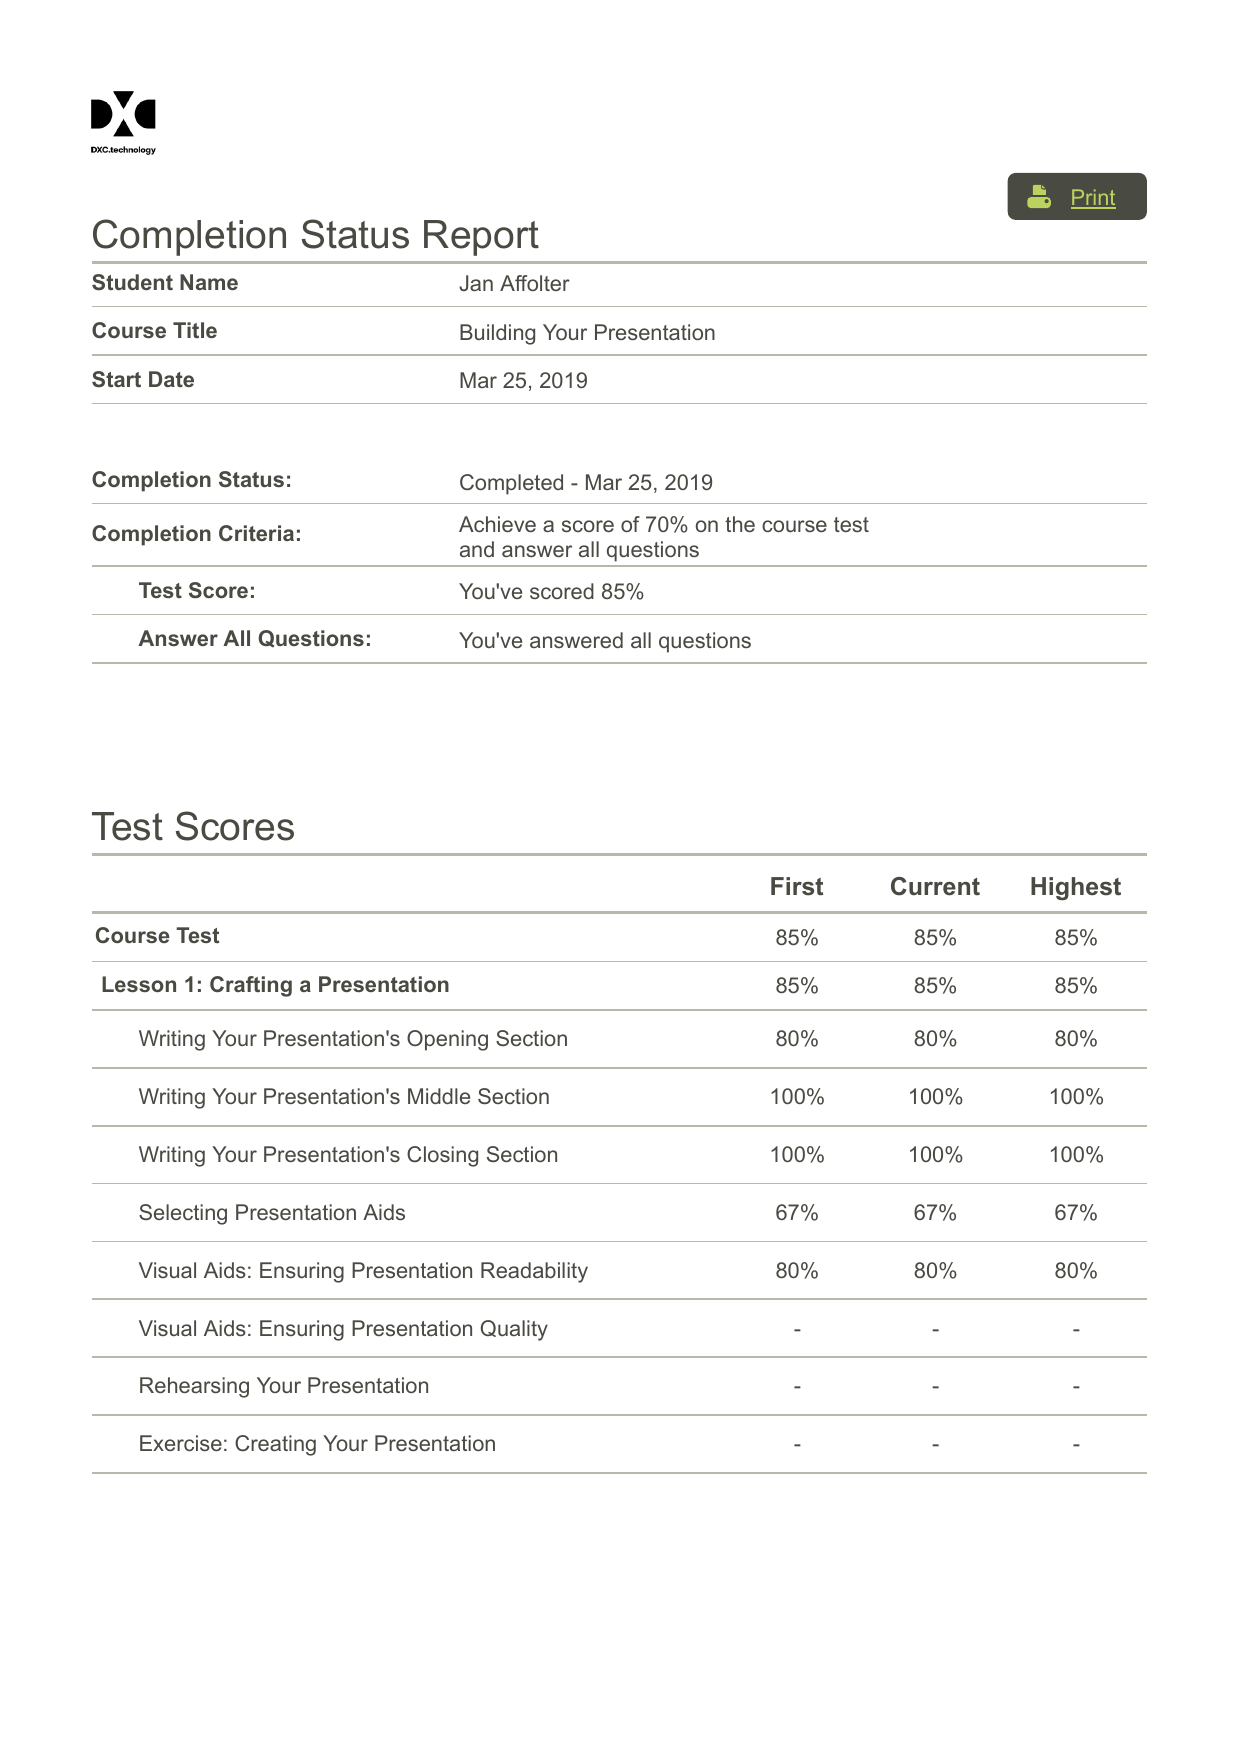 DXC.technology
Print
Completion Status Report
Student Name Jan Affolter
Course Title Building Your Presentation
Start Date Mar 25, 2019
Completion Status: Completed - Mar 25, 2019
Completion Criteria: Achieve a score of 70% on the course test
and answer all questions
Test Score: You've scored 85%
Answer All Questions: You've answered all questions
Test Scores
First Current Highest
Course Test 85% 85% 85%
Lesson 1: Crafting a Presentation 85% 85% 85%
Writing Your Presentation's Opening Section 80% 80% 80%
Writing Your Presentation's Middle Section 100% 100% 100%
Writing Your Presentation's Closing Section 100% 100% 100%
Selecting Presentation Aids 67% 67% 67%
Visual Aids: Ensuring Presentation Readability 80% 80% 80%
Visual Aids: Ensuring Presentation Quality - - -
Rehearsing Your Presentation - - -
Exercise: Creating Your Presentation - - -